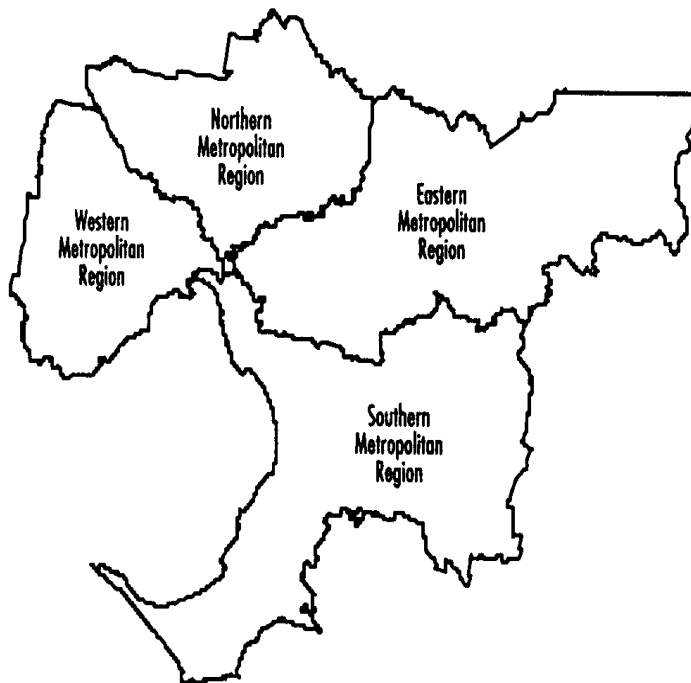 Northern
Metropolitan
Region
Western
Metropolitan
Region
Eastern
Metropolitan
Region
Southern
Metropolitan
Region